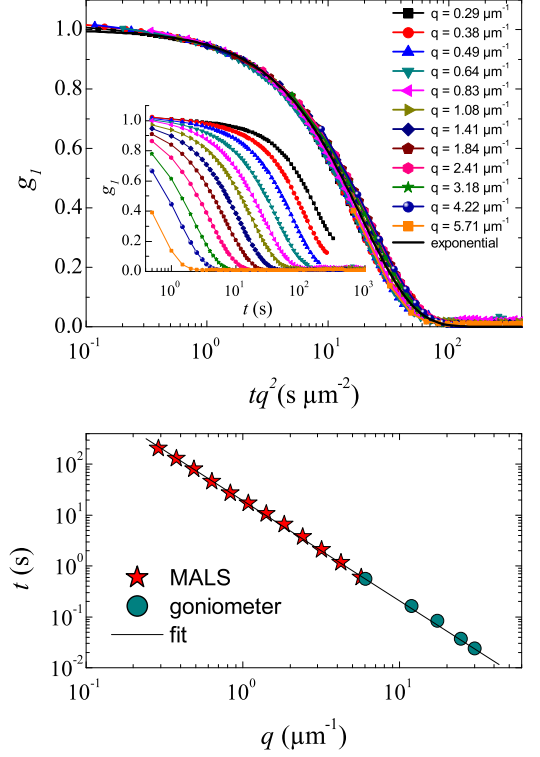 1.0
0.8
0.6
0.4
0.2
0.0
g₁
q = 0.29 µm⁻¹
q = 0.38 µm⁻¹
q = 0.49 µm⁻¹
q = 0.64 µm⁻¹
q = 0.83 µm⁻¹
q = 1.08 µm⁻¹
q = 1.41 µm⁻¹
q = 1.84 µm⁻¹
q = 2.41 µm⁻¹
q = 3.18 µm⁻¹
q = 4.22 µm⁻¹
q = 5.71 µm⁻¹
exponential
1.0
0.8
0.6
0.4
0.2
0.0
g₁
10⁰ 10¹ 10² 10³
t (s)
10⁻¹ 10⁰ 10¹ 10²
tq² (s µm⁻²)
10²
10¹
10⁰
10⁻¹
10⁻²
t (s)
MALS
goniometer
fit
10⁻¹ 10⁰ 10¹
q (µm⁻¹)